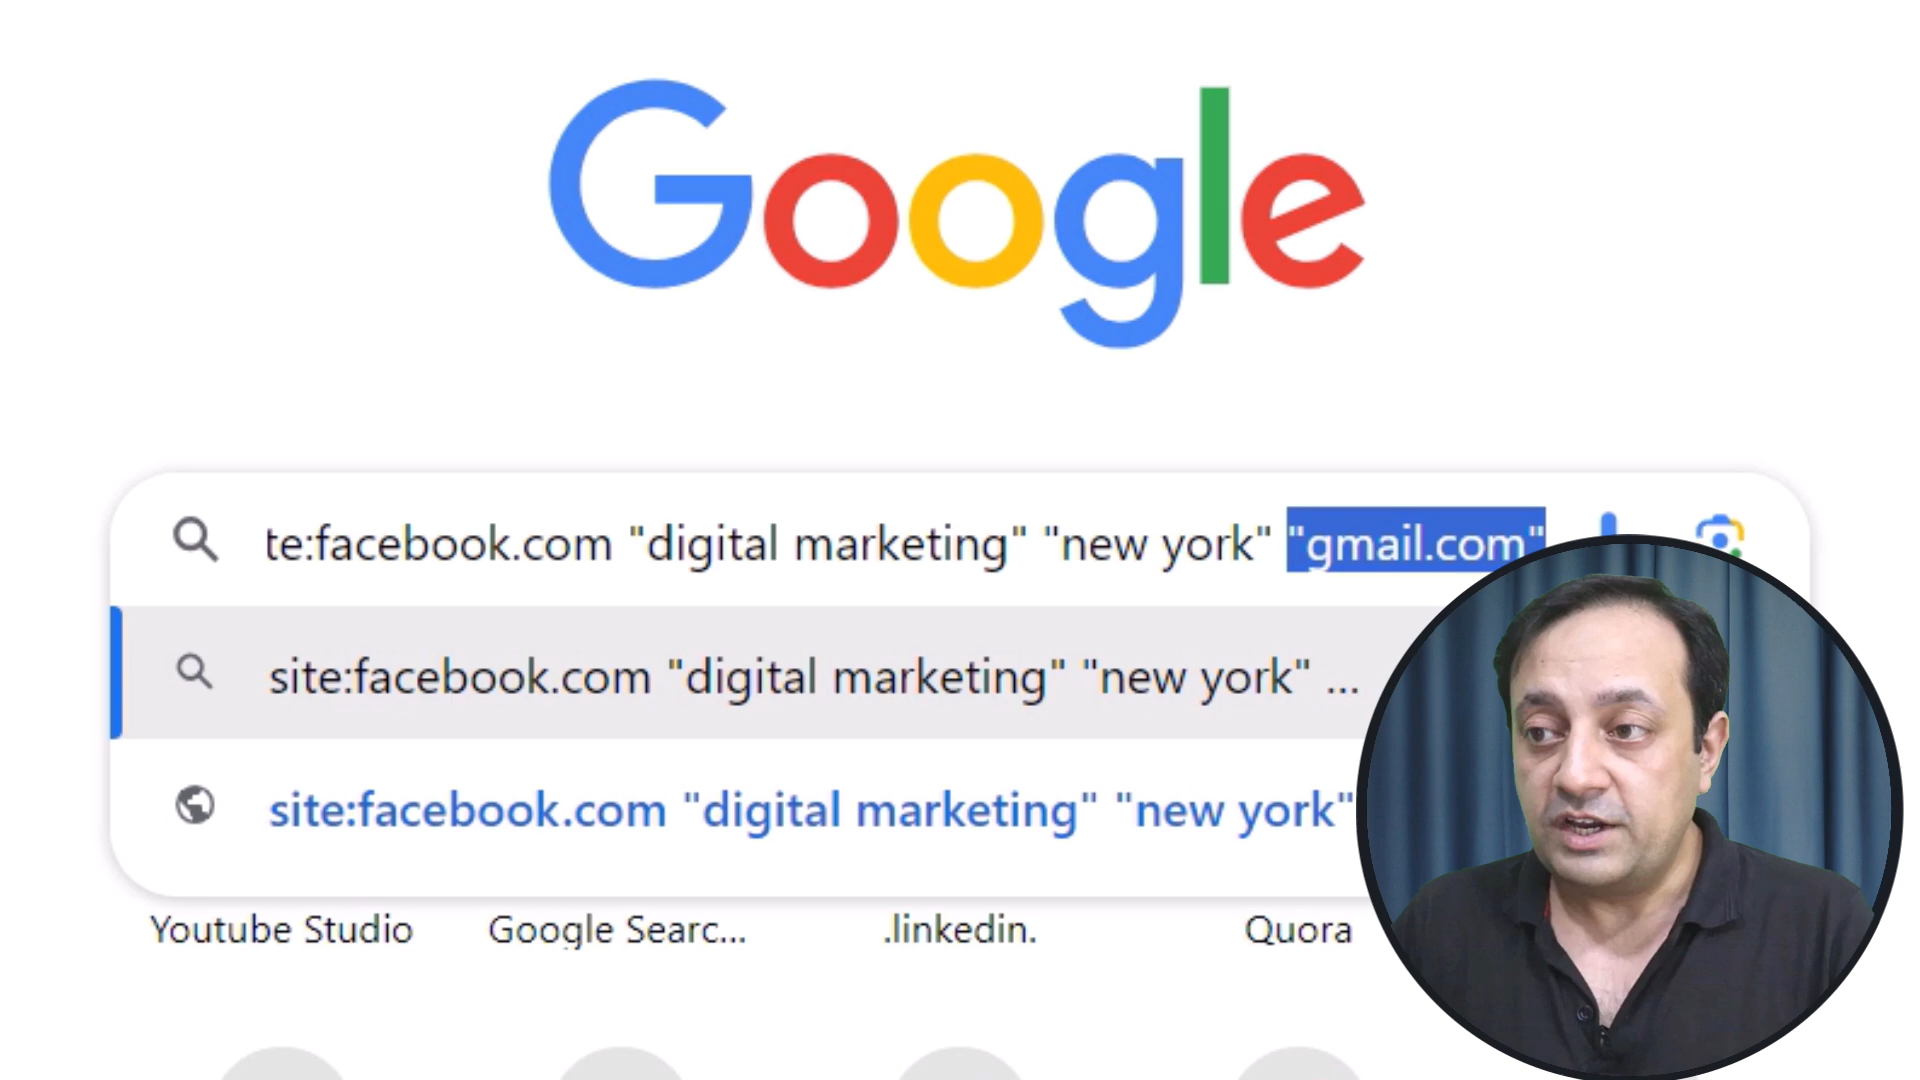 Google
te:facebook.com "digital marketing" "new york" "gmail.com"
site:facebook.com "digital marketing" "new york" ...
site:facebook.com "digital marketing" "new york"
Youtube Studio Google Searc... .linkedin. Quora